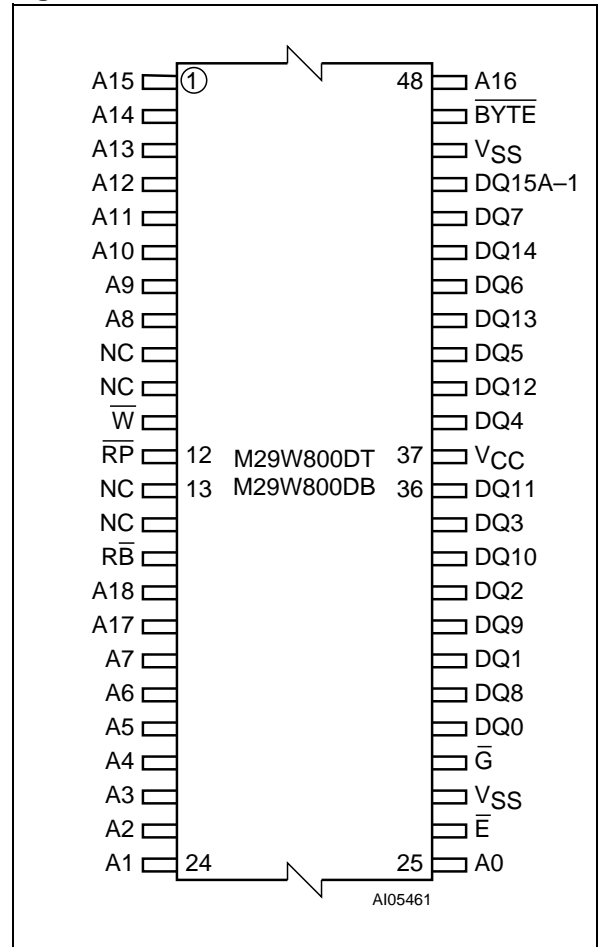 A15 ① 48 A16
A14 B̅Y̅T̅E̅
A13 VSS
A12 DQ15A–1
A11 DQ7
A10 DQ14
A9 DQ6
A8 DQ13
NC DQ5
NC DQ12
W̅ DQ4
R̅P̅ 12 M29W800DT 37 VCC
NC 13 M29W800DB 36 DQ11
NC DQ3
RB̅ DQ10
A18 DQ2
A17 DQ9
A7 DQ1
A6 DQ8
A5 DQ0
A4 G̅
A3 VSS
A2 E̅
A1 24 25 A0
AI05461